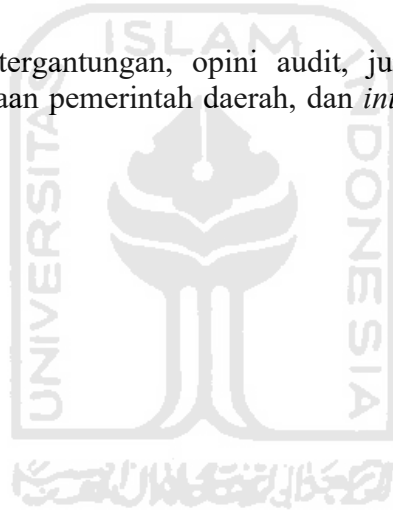 ISLAM
tergantungan, opini audit, ju
aan pemerintah daerah, dan int
UNIVERSITAS
INDONESIA